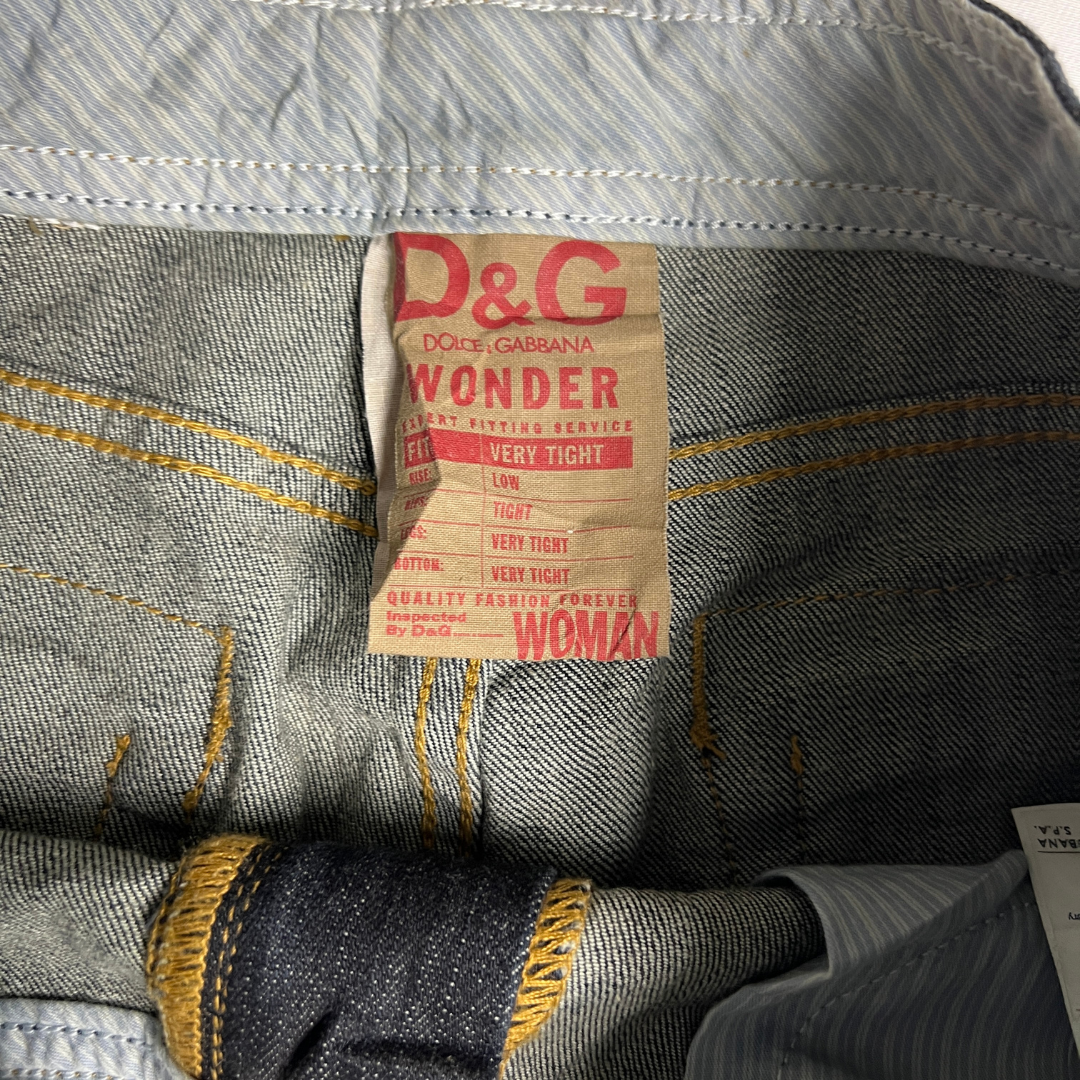 D&G
DOLCE & GABBANA
WONDER
EXPERT FITTING SERVICE
FIT VERY TIGHT
RISE: LOW
HIPS: TIGHT
LEGS: VERY TIGHT
BOTTOM: VERY TIGHT
QUALITY FASHION FOREVER
Inspected
By D&G
WOMAN
S.P.A.